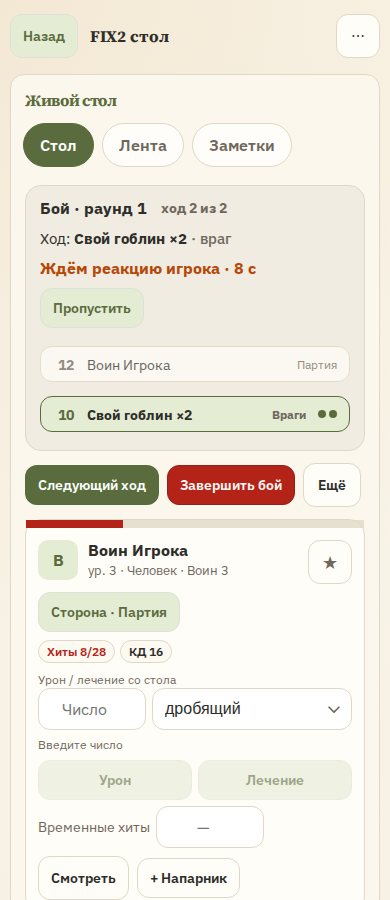 Назад
FIX2 стол
...
Живой стол
Стол
Лента
Заметки
Бой · раунд 1 ход 2 из 2
Ход: Свой гоблин ×2 · враг
Ждём реакцию игрока · 8 с
Пропустить
12 Воин Игрока Партия
10 Свой гоблин ×2 Враги
Следующий ход
Завершить бой
Ещё
В
Воин Игрока
ур. 3 · Человек · Воин 3
★
Сторона · Партия
Хиты 8/28
КД 16
Урон / лечение со стола
Число
дробящий
Введите число
Урон
Лечение
Временные хиты —
Смотреть
+ Напарник